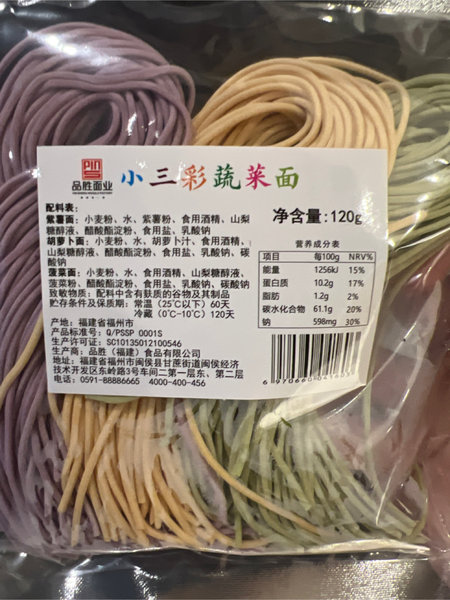 PIN
品胜面业
小三彩蔬菜面
配料表:
紫薯面: 小麦粉、水、紫薯粉、食用酒精、山梨
糖醇液、醋酸酯淀粉、食用盐、乳酸钠
胡萝卜面: 小麦粉、水、胡萝卜汁、食用酒精、
山梨糖醇液、醋酸酯淀粉、食用盐、乳酸钠、碳
酸钠
菠菜面: 小麦粉、水、食用酒精、山梨糖醇液、
菠菜粉、醋酸酯淀粉、食用盐、乳酸钠、碳酸钠
致敏物质: 配料中含有麸质的谷物及其制品
贮存条件及保质期: 常温(25℃以下)60天
冷藏(0℃-10℃)120天
产地: 福建省福州市
产品标准号: Q/PSSP 0001S
生产许可证: SC10135012100546
生产商: 品胜(福建)食品有限公司
地址: 福建省福州市闽侯县甘蔗街道闽侯经济
技术开发区东岭路3号车间二第一层东、第二层
电话: 0591-88886665 4000-400-456
净含量: 120g
营养成分表
项目 每100g NRV%
能量 1256kJ 15%
蛋白质 10.2g 17%
脂肪 1.2g 2%
碳水化合物 61.1g 20%
钠 598mg 30%